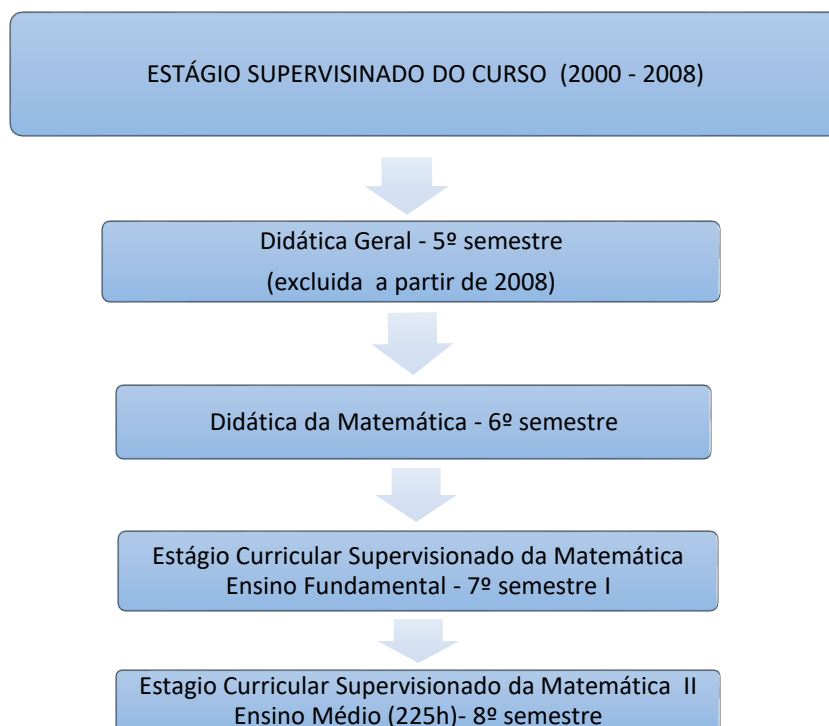 ESTÁGIO SUPERVISINADO DO CURSO (2000 - 2008)
Didática Geral - 5º semestre
(excluida a partir de 2008)
Didática da Matemática - 6º semestre
Estágio Curricular Supervisionado da Matemática
Ensino Fundamental - 7º semestre I
Estagio Curricular Supervisionado da Matemática II
Ensino Médio (225h)- 8º semestre